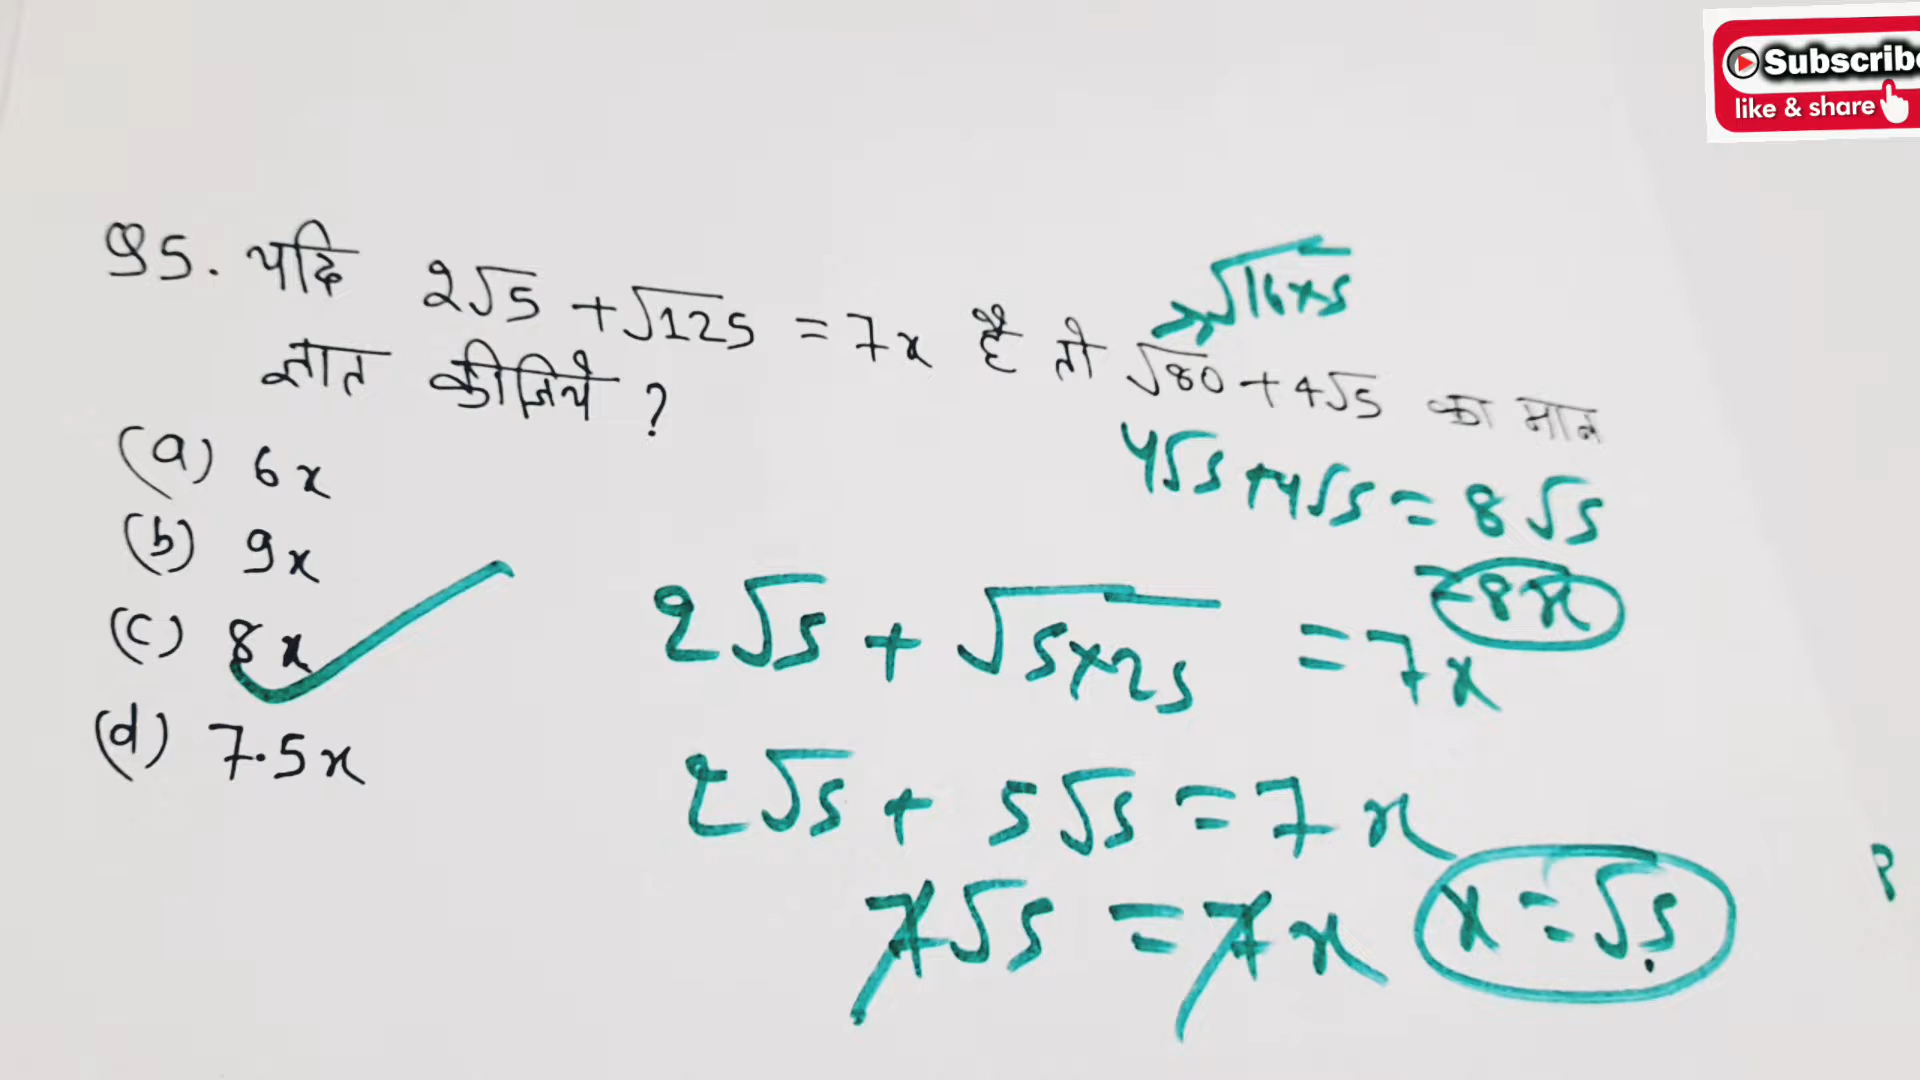 Subscribe
like & share
Q5. यदि 2√5 + √125 = 7x है तो √80 + 4√5 का मान
ज्ञात कीजिये ?
(a) 6x
(b) 9x
(c) 8x
(d) 7.5x
√16×5
4√5 + 4√5 = 8√5
= 8x
2√5 + √5×25 = 7x
2√5 + 5√5 = 7x
7√5 = 7x
x = √5